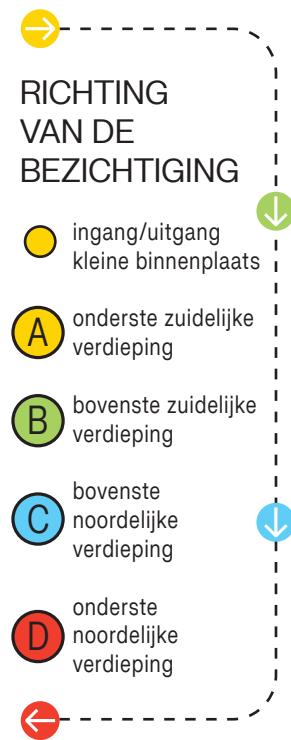 RICHTING
VAN DE
BEZICHTIGING
ingang/uitgang
kleine binnenplaats
A
onderste zuidelijke
verdieping
B
bovenste zuidelijke
verdieping
C
bovenste
noordelijke
verdieping
D
onderste
noordelijke
verdieping